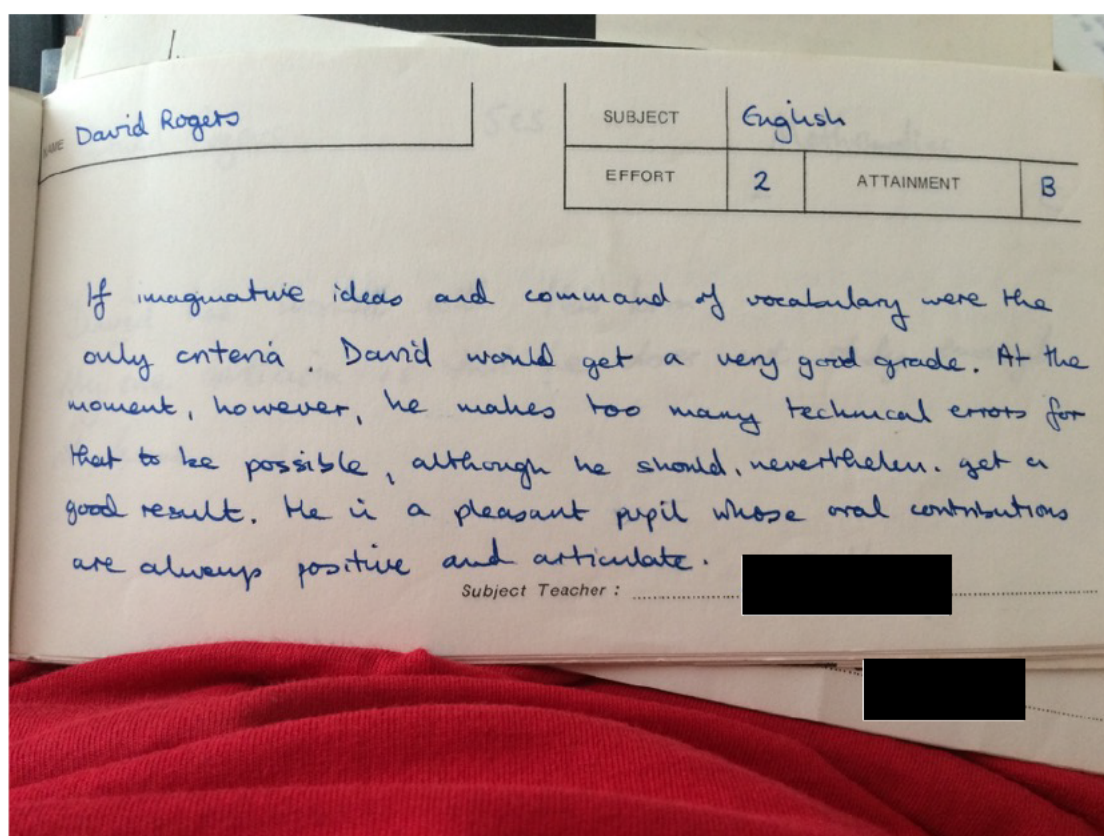 NAME David Rogers
SUBJECT English
EFFORT 2 ATTAINMENT B
If imaginative ideas and command of vocabulary were the
only criteria. David would get a very good grade. At the
moment, however, he makes too many technical errors for
that to be possible, although he should, nevertheless. get a
good result. He is a pleasant pupil whose oral contributions
are always positive and articulate.
Subject Teacher :